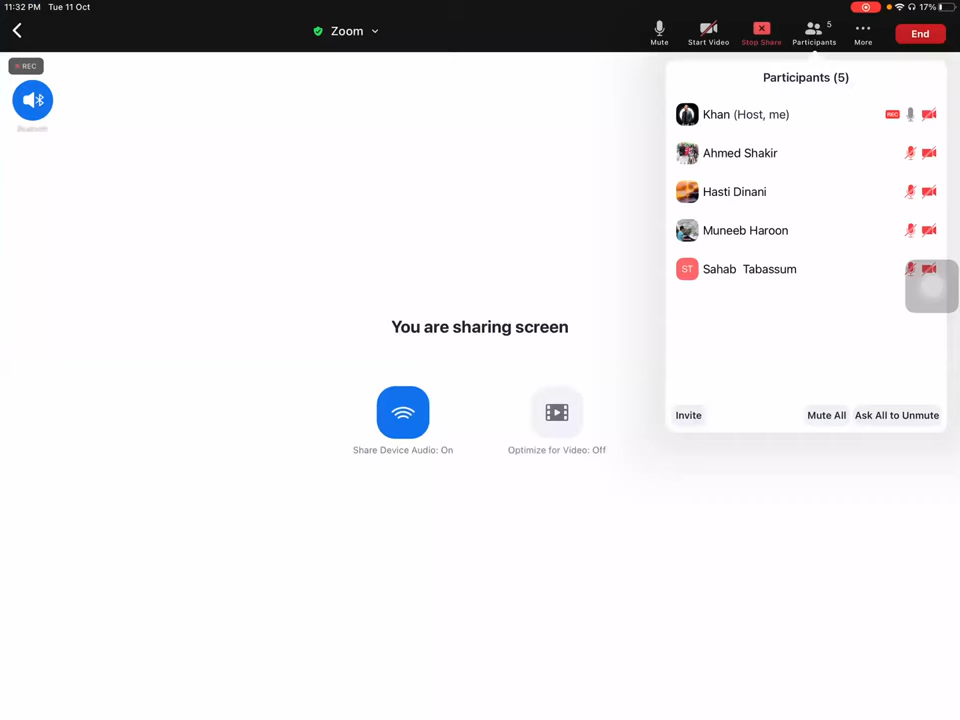 11:32 PM Tue 11 Oct
17%
Zoom
Mute
Start Video
Stop Share
5
Participants
More
End
REC
Bluetooth
Participants (5)
Khan (Host, me)
REC
Ahmed Shakir
Hasti Dinani
Muneeb Haroon
ST
Sahab Tabassum
You are sharing screen
Share Device Audio: On
Optimize for Video: Off
Invite
Mute All
Ask All to Unmute